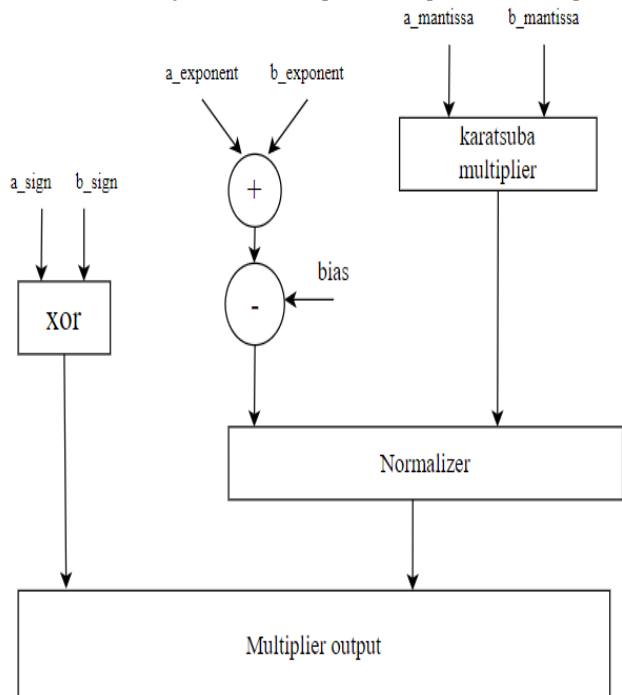 a_mantissa b_mantissa
a_exponent b_exponent
karatsuba
multiplier
+
a_sign b_sign
bias
-
xor
Normalizer
Multiplier output